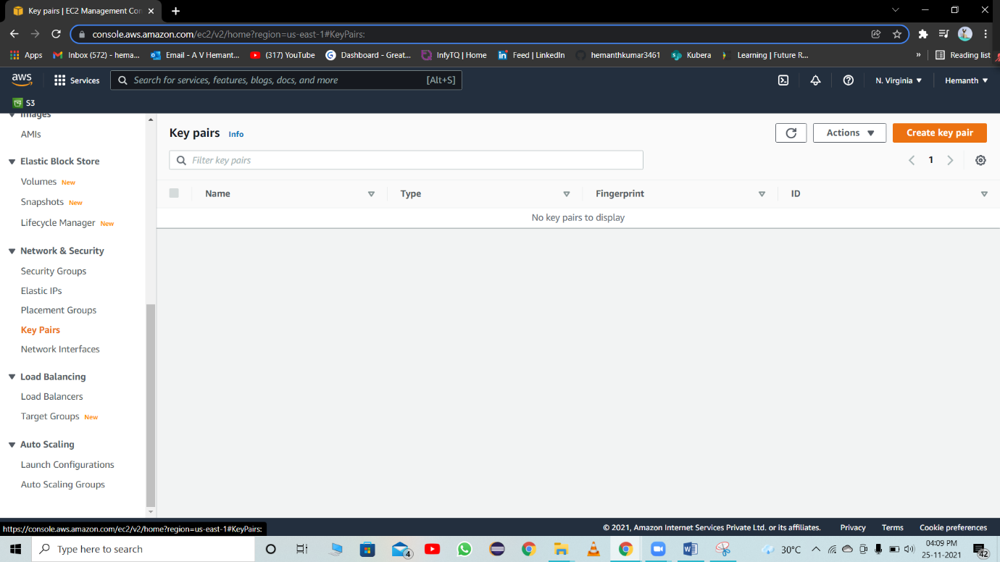 Key pairs | EC2 Management Con
console.aws.amazon.com/ec2/v2/home?region=us-east-1#KeyPairs:
Apps Inbox (572) - hema... Email - A V Hemant... (317) YouTube Dashboard - Great... InfyTQ | Home Feed | LinkedIn hemanthkumar3461 Kubera Learning | Future R... » Reading list
aws Services Search for services, features, blogs, docs, and more [Alt+S] N. Virginia Hemanth
S3
Images
AMIs
Elastic Block Store
Volumes New
Snapshots New
Lifecycle Manager New
Network & Security
Security Groups
Elastic IPs
Placement Groups
Key Pairs
Network Interfaces
Load Balancing
Load Balancers
Target Groups New
Auto Scaling
Launch Configurations
Auto Scaling Groups
Key pairs Info Actions Create key pair
Filter key pairs 1
Name Type Fingerprint ID
No key pairs to display
https://console.aws.amazon.com/ec2/v2/home?region=us-east-1#KeyPairs:
© 2021, Amazon Internet Services Private Ltd. or its affiliates. Privacy Terms Cookie preferences
Type here to search 4 30°C 04:09 PM
25-11-2021 42